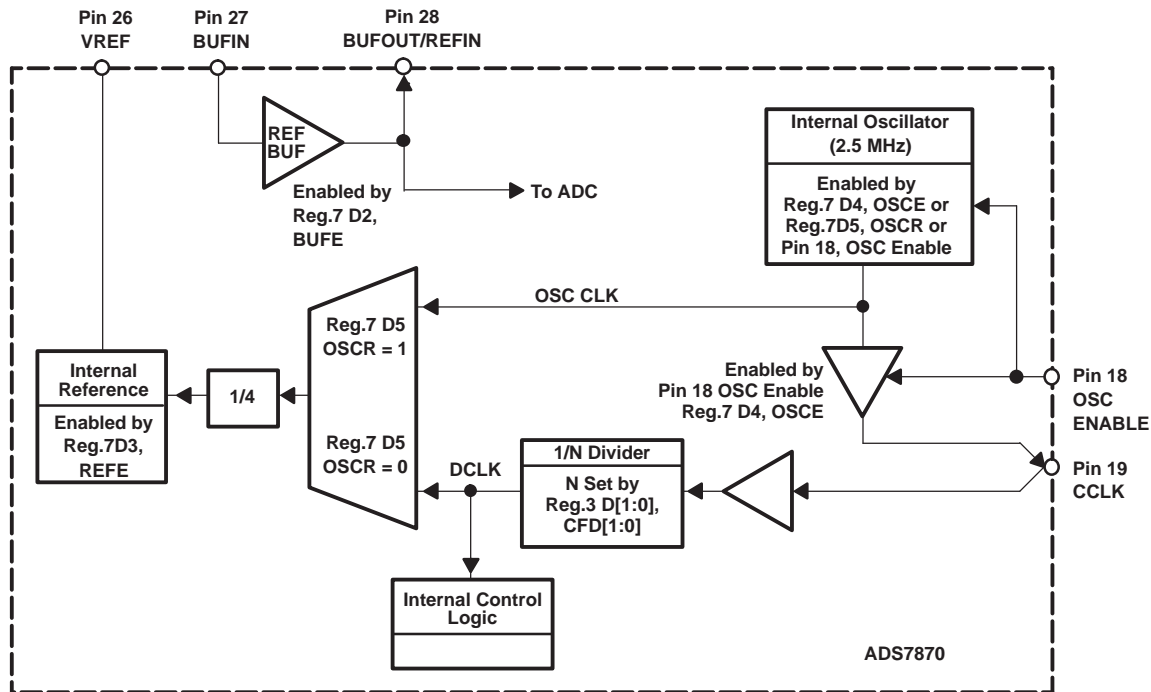 Pin 26
VREF
Pin 27
BUFIN
Pin 28
BUFOUT/REFIN
REF
BUF
Enabled by
Reg.7 D2,
BUFE
To ADC
Internal Oscillator
(2.5 MHz)
Enabled by
Reg.7 D4, OSCE or
Reg.7D5, OSCR or
Pin 18, OSC Enable
OSC CLK
Reg.7 D5
OSCR = 1
Reg.7 D5
OSCR = 0
Internal
Reference
Enabled by
Reg.7D3,
REFE
1/4
Enabled by
Pin 18 OSC Enable
Reg.7 D4, OSCE
Pin 18
OSC
ENABLE
Pin 19
CCLK
DCLK
1/N Divider
N Set by
Reg.3 D[1:0],
CFD[1:0]
Internal Control
Logic
ADS7870